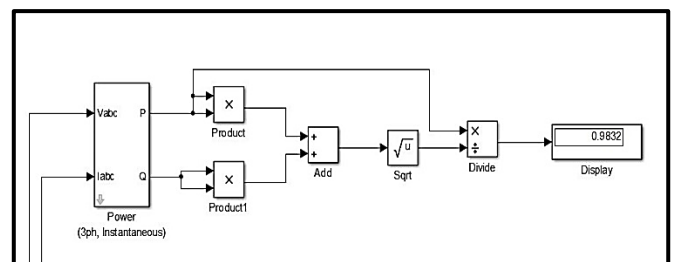 Vabc
P
Iabc
Q
Power
(3ph, Instantaneous)
×
Product
×
Product1
+
+
Add
√u
Sqrt
×
÷
Divide
0.9832
Display